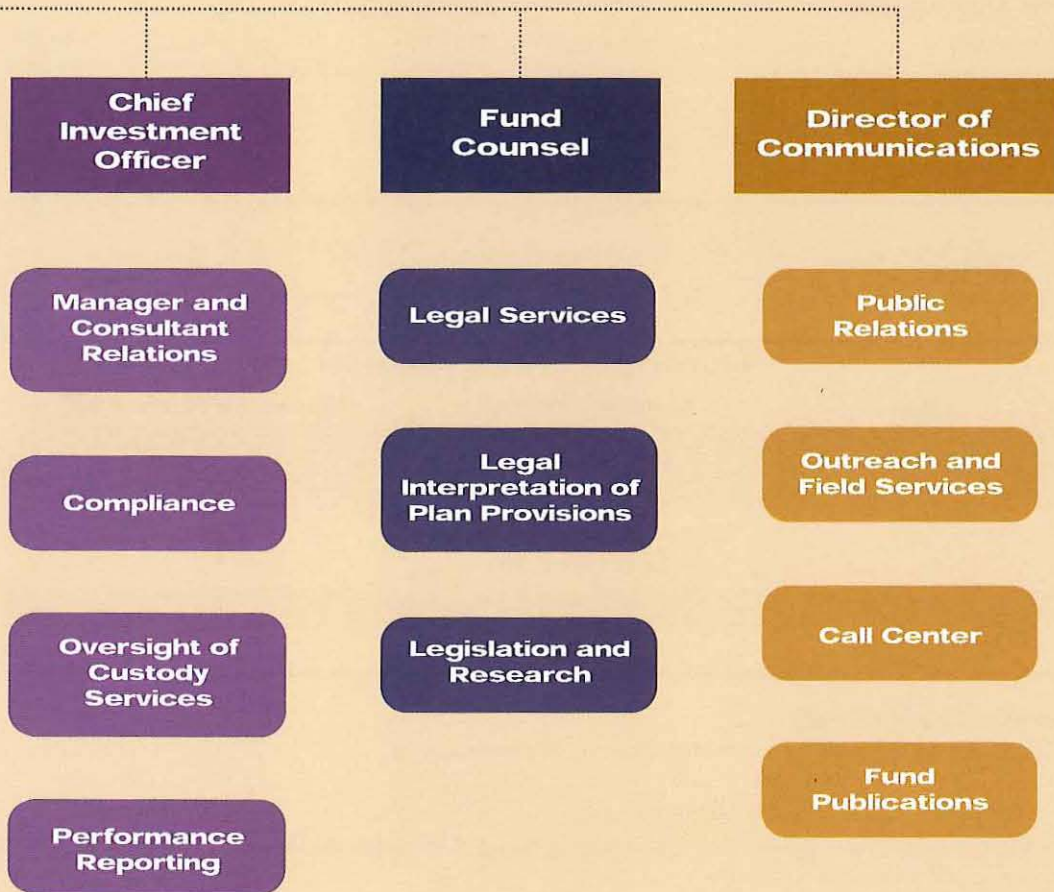 Chief
Investment
Officer
Manager and
Consultant
Relations
Compliance
Oversight of
Custody
Services
Performance
Reporting
Fund
Counsel
Legal Services
Legal
Interpretation of
Plan Provisions
Legislation and
Research
Director of
Communications
Public
Relations
Outreach and
Field Services
Call Center
Fund
Publications